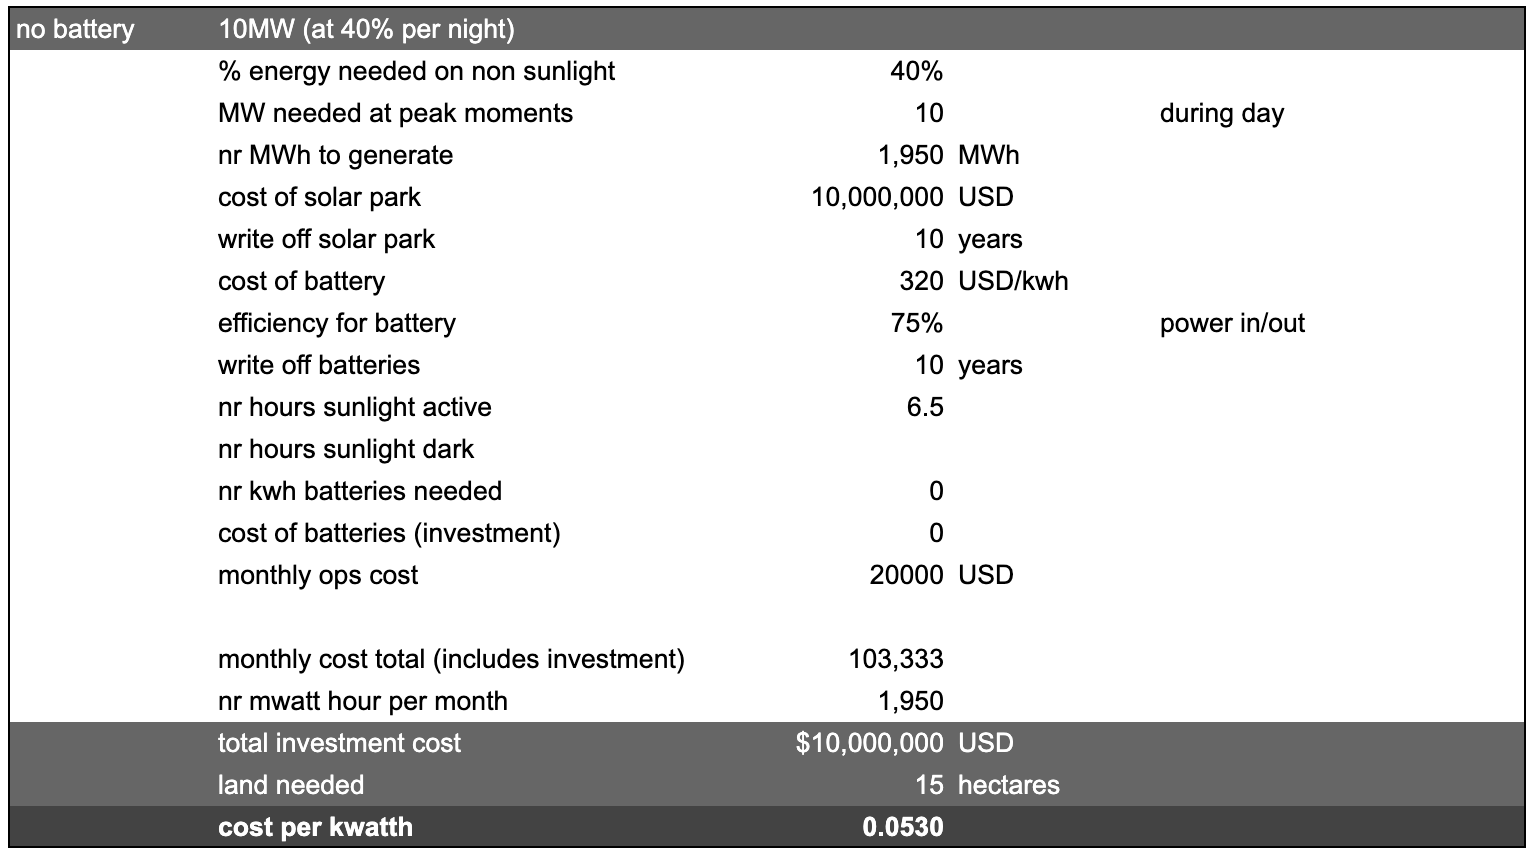 no battery 10MW (at 40% per night)
% energy needed on non sunlight 40%
MW needed at peak moments 10 during day
nr MWh to generate 1,950 MWh
cost of solar park 10,000,000 USD
write off solar park 10 years
cost of battery 320 USD/kwh
efficiency for battery 75% power in/out
write off batteries 10 years
nr hours sunlight active 6.5
nr hours sunlight dark
nr kwh batteries needed 0
cost of batteries (investment) 0
monthly ops cost 20000 USD
monthly cost total (includes investment) 103,333
nr mwatt hour per month 1,950
total investment cost $10,000,000 USD
land needed 15 hectares
cost per kwatth 0.0530